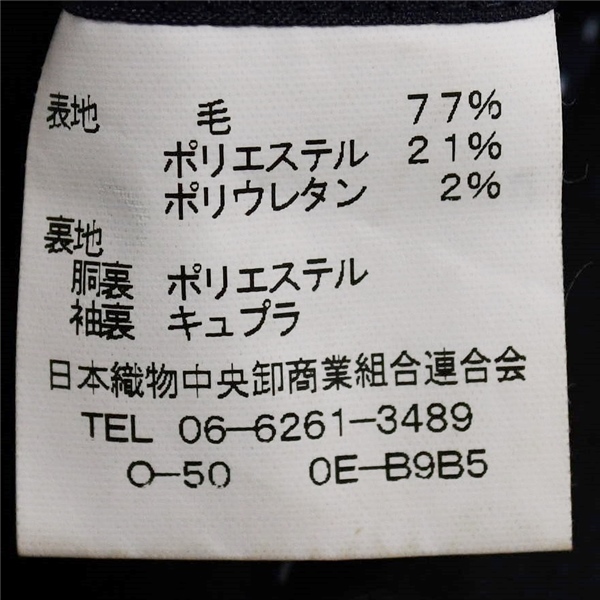 表地 毛 77%
ポリエステル 21%
ポリウレタン 2%
裏地
胴裏 ポリエステル
袖裏 キュプラ
日本織物中央卸商業組合連合会
TEL 06-6261-3489
O-50 0E-B9B5